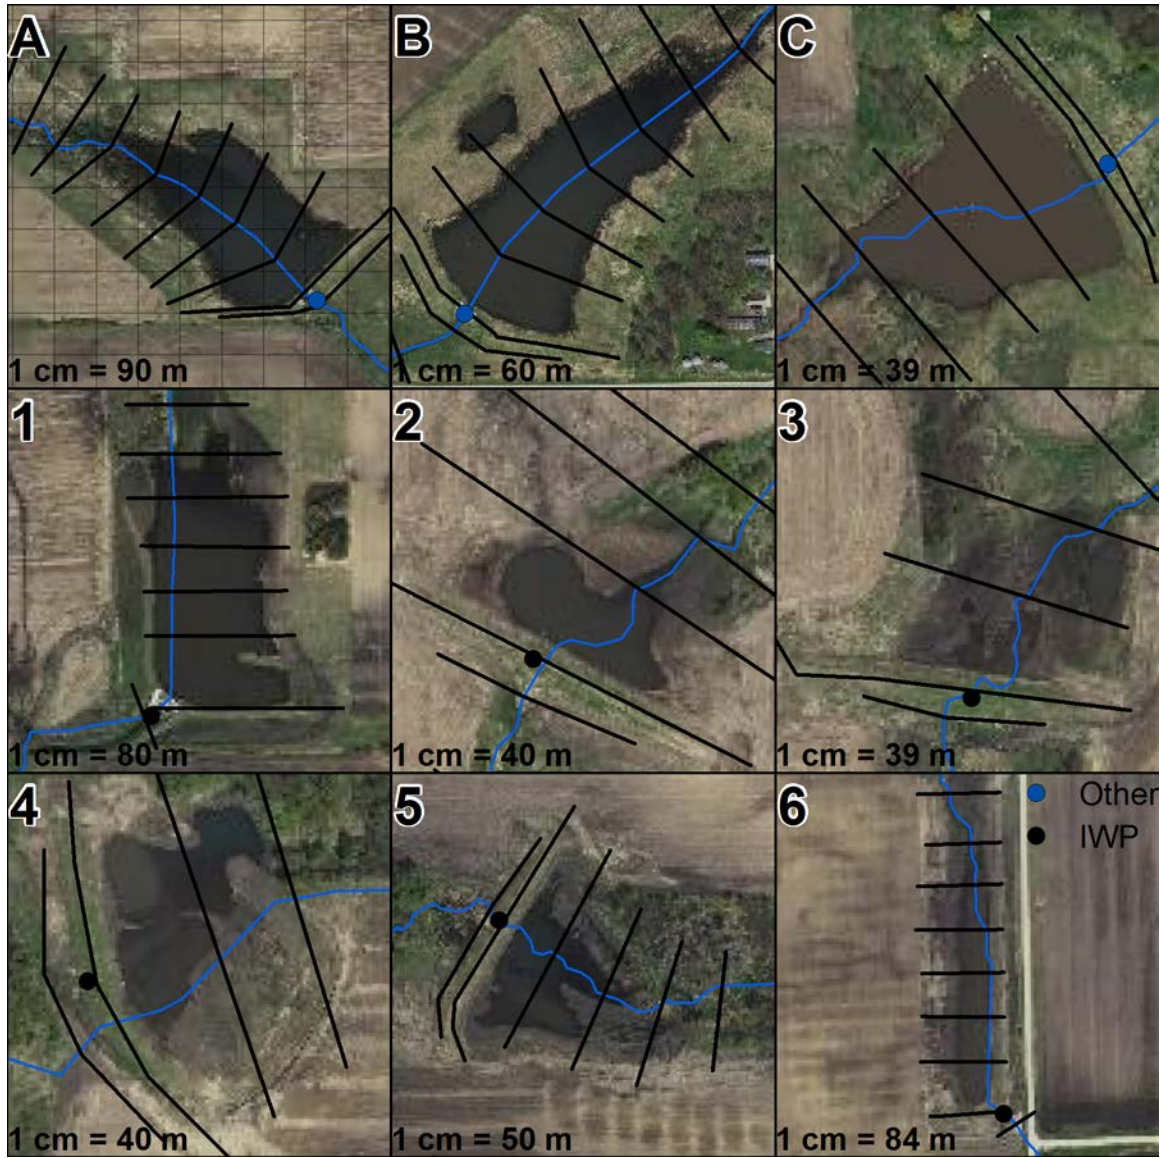 A
B
C
1 cm = 90 m
1 cm = 60 m
1 cm = 39 m
1
2
3
1 cm = 80 m
1 cm = 40 m
1 cm = 39 m
4
5
6
Other
IWP
1 cm = 40 m
1 cm = 50 m
1 cm = 84 m